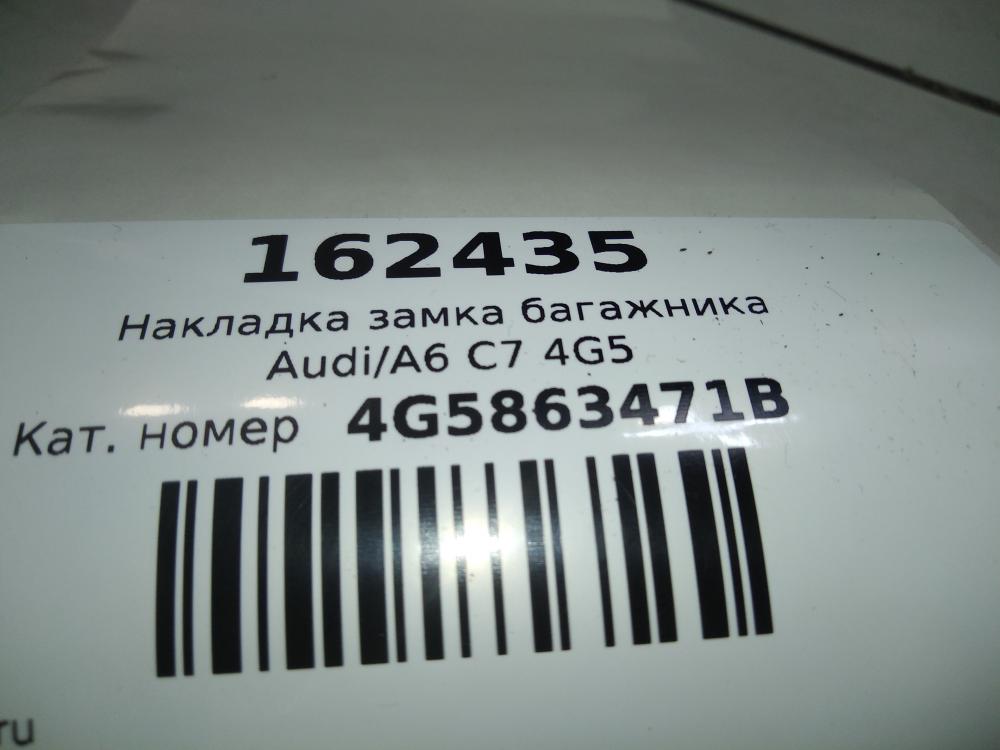 162435
Накладка замка багажника
Audi/A6 C7 4G5
Кат. номер 4G5863471B
ru